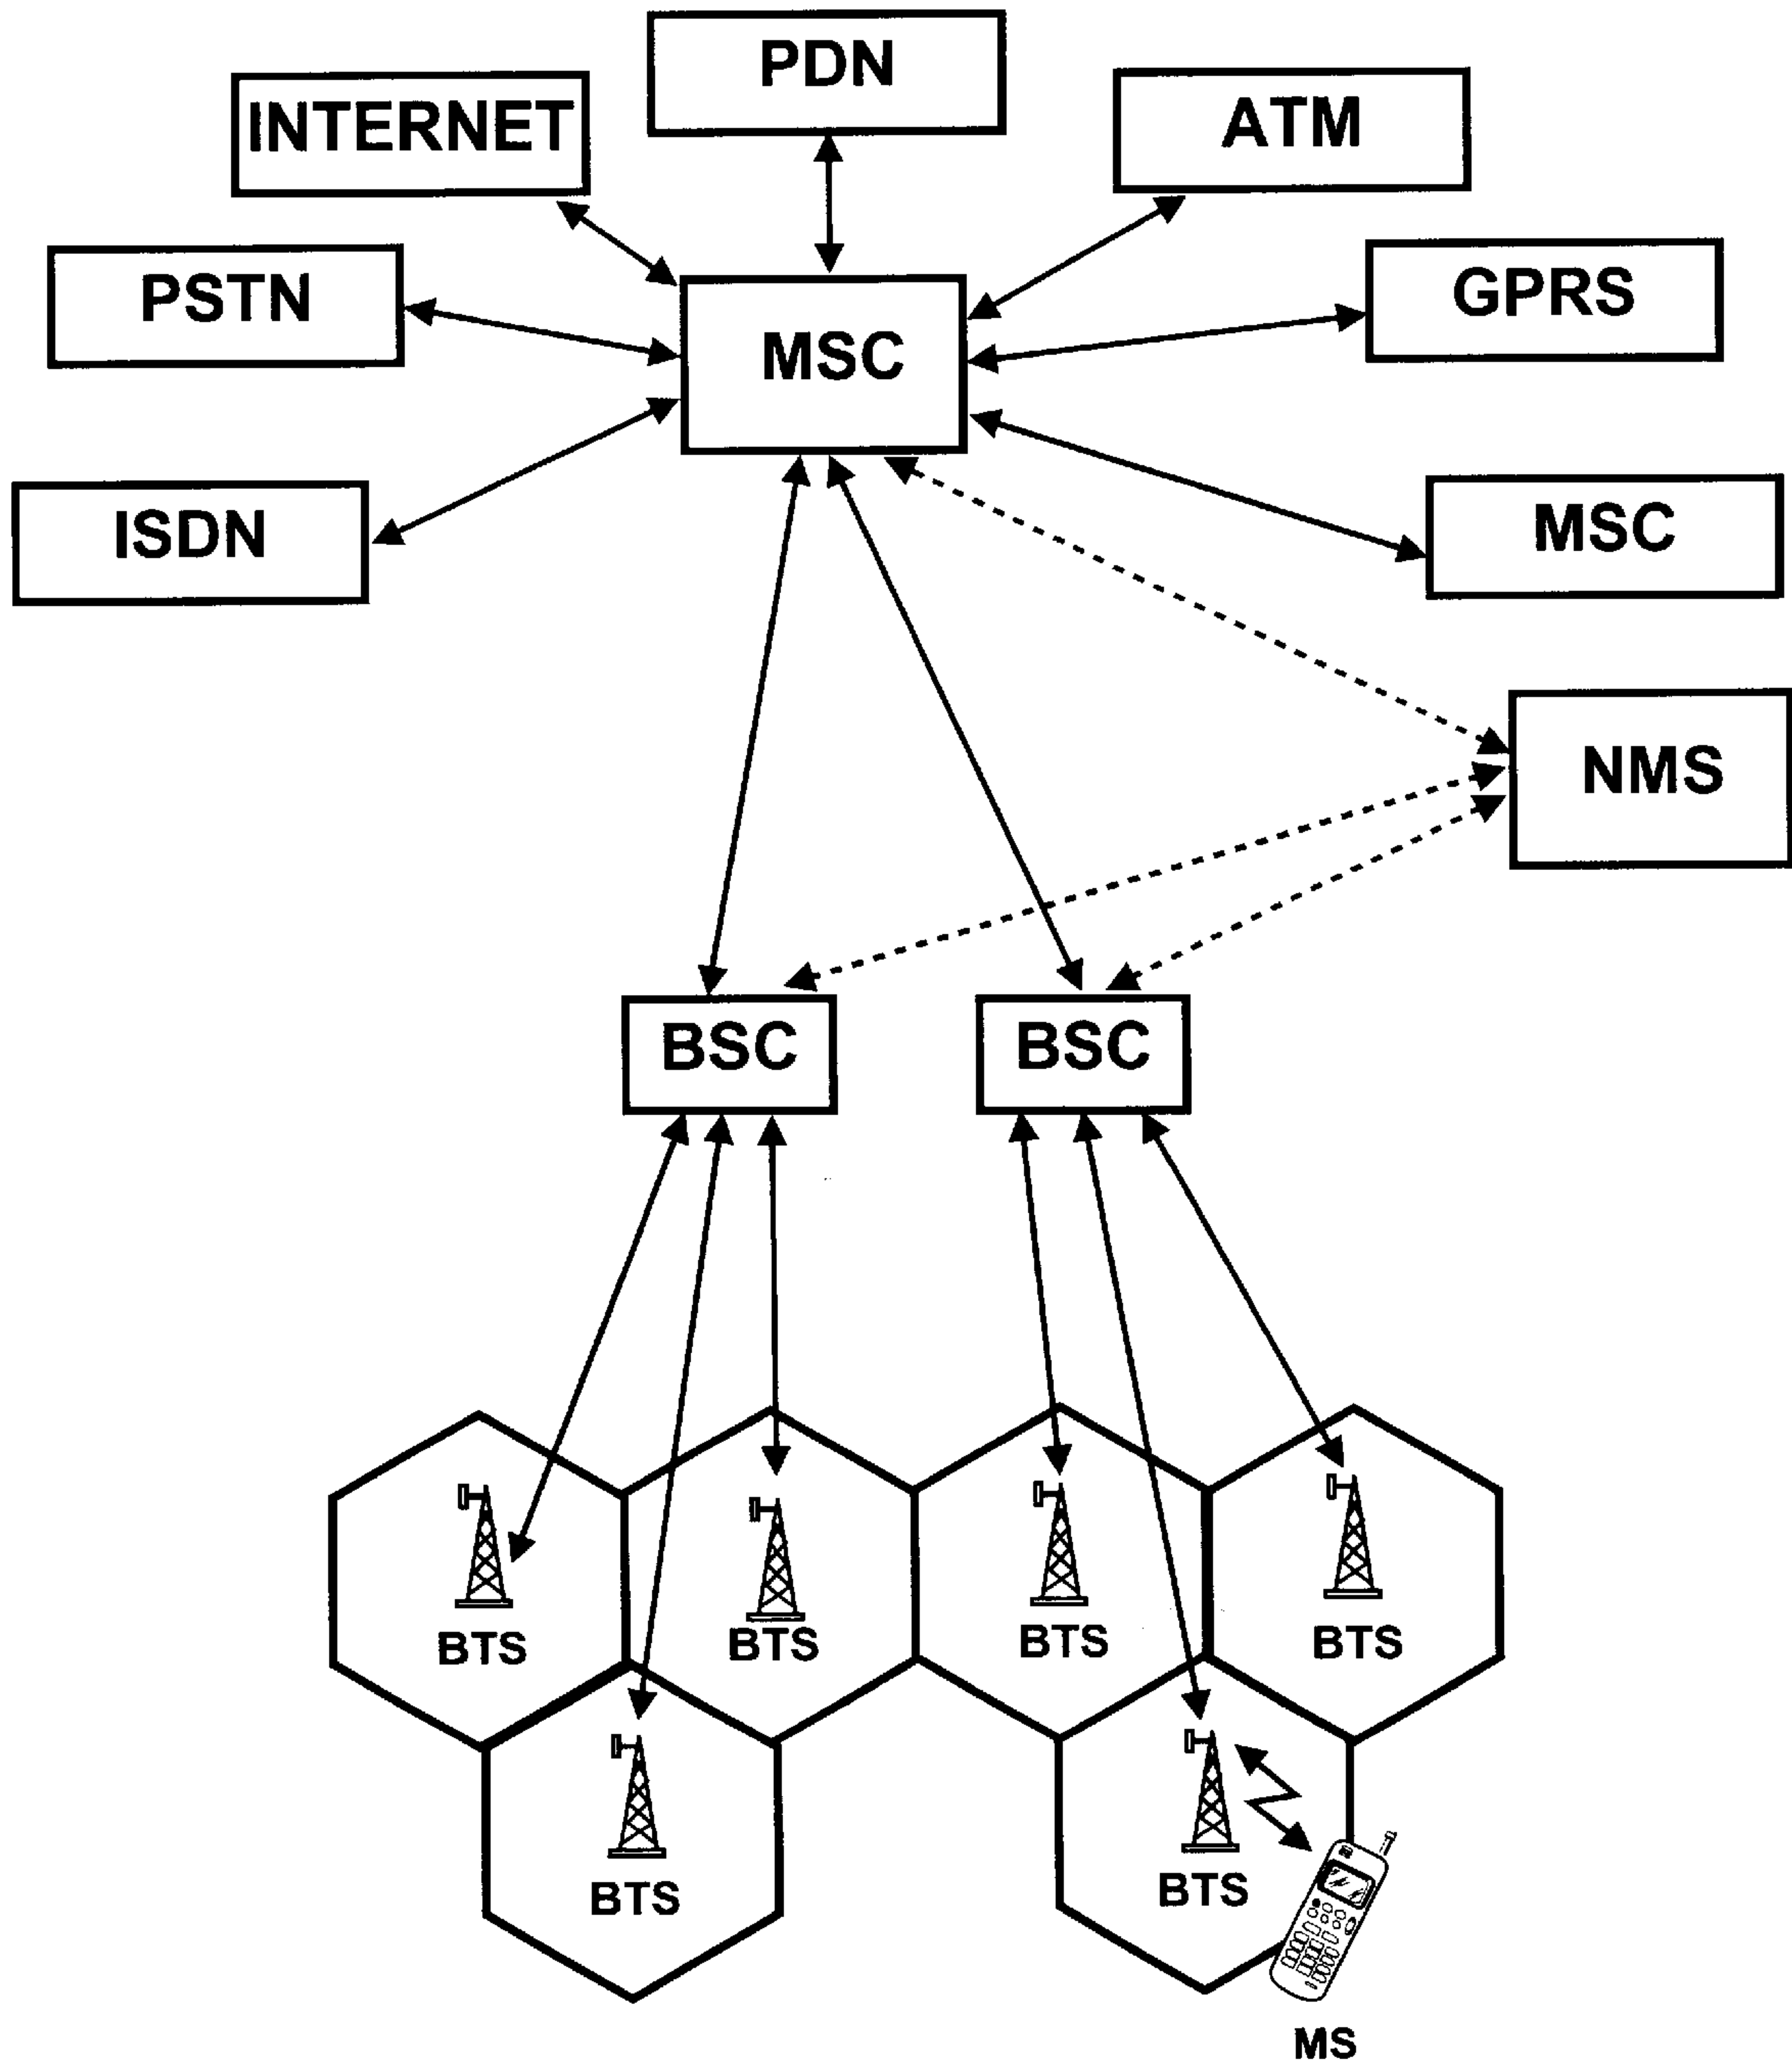 PDN
INTERNET
ATM
PSTN
MSC
GPRS
ISDN
MSC
NMS
BSC
BSC
BTS
BTS
BTS
BTS
BTS
BTS
MS